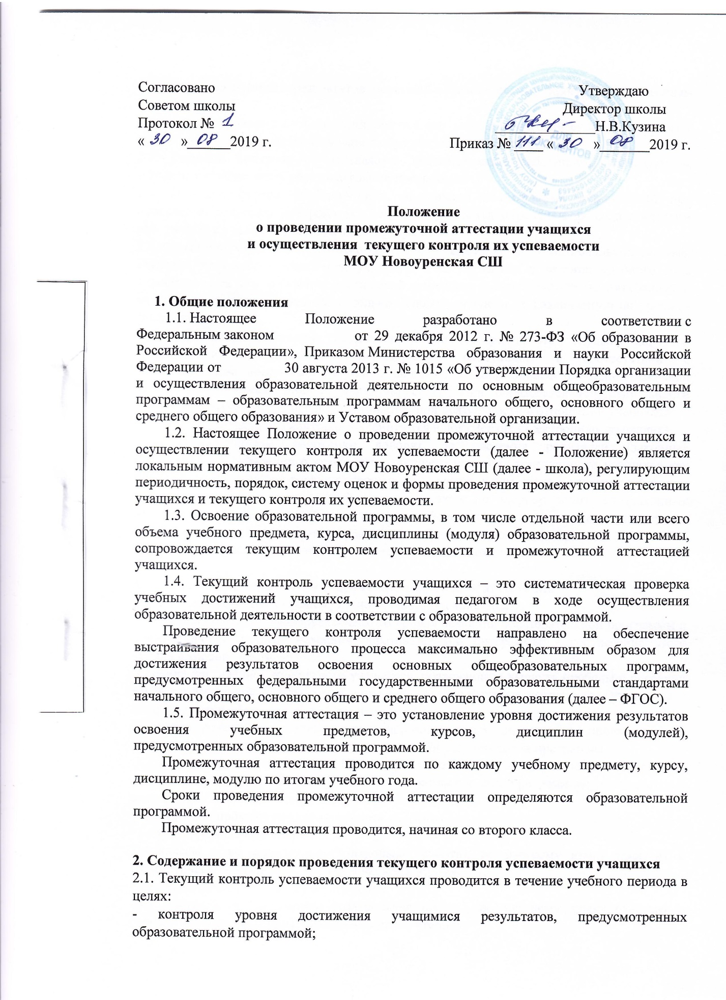 Согласовано
Утверждаю
Советом школы
Директор школы
Протокол № 1
_______________Н.В.Кузина
« 30 » 08 2019 г.
Приказ № 111 « 30 » 08 2019 г.
ДЛЯ
ДОКУМЕНТОВ
Положение
о проведении промежуточной аттестации учащихся
и осуществления текущего контроля их успеваемости
МОУ Новоуренская СШ
1. Общие положения
1.1. Настоящее Положение разработано в соответствии с
Федеральным законом от 29 декабря 2012 г. № 273-ФЗ «Об образовании в
Российской Федерации», Приказом Министерства образования и науки Российской
Федерации от 30 августа 2013 г. № 1015 «Об утверждении Порядка организации
и осуществления образовательной деятельности по основным общеобразовательным
программам – образовательным программам начального общего, основного общего и
среднего общего образования» и Уставом образовательной организации.
1.2. Настоящее Положение о проведении промежуточной аттестации учащихся и
осуществлении текущего контроля их успеваемости (далее - Положение) является
локальным нормативным актом МОУ Новоуренская СШ (далее - школа), регулирующим
периодичность, порядок, систему оценок и формы проведения промежуточной аттестации
учащихся и текущего контроля их успеваемости.
1.3. Освоение образовательной программы, в том числе отдельной части или всего
объема учебного предмета, курса, дисциплины (модуля) образовательной программы,
сопровождается текущим контролем успеваемости и промежуточной аттестацией
учащихся.
1.4. Текущий контроль успеваемости учащихся – это систематическая проверка
учебных достижений учащихся, проводимая педагогом в ходе осуществления
образовательной деятельности в соответствии с образовательной программой.
Проведение текущего контроля успеваемости направлено на обеспечение
выстраивания образовательного процесса максимально эффективным образом для
достижения результатов освоения основных общеобразовательных программ,
предусмотренных федеральными государственными образовательными стандартами
начального общего, основного общего и среднего общего образования (далее – ФГОС).
1.5. Промежуточная аттестация – это установление уровня достижения результатов
освоения учебных предметов, курсов, дисциплин (модулей),
предусмотренных образовательной программой.
Промежуточная аттестация проводится по каждому учебному предмету, курсу,
дисциплине, модулю по итогам учебного года.
Сроки проведения промежуточной аттестации определяются образовательной
программой.
Промежуточная аттестация проводится, начиная со второго класса.
2. Содержание и порядок проведения текущего контроля успеваемости учащихся
2.1. Текущий контроль успеваемости учащихся проводится в течение учебного периода в
целях:
- контроля уровня достижения учащимися результатов, предусмотренных
образовательной программой;